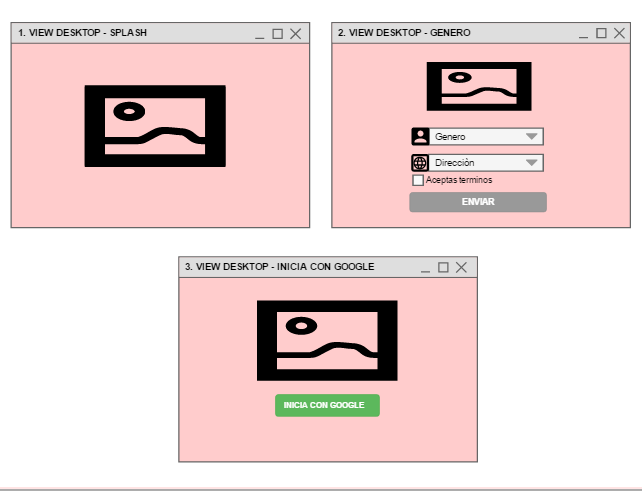 1. VIEW DESKTOP - SPLASH
2. VIEW DESKTOP - GENERO
Genero
Dirección
Aceptas terminos
ENVIAR
3. VIEW DESKTOP - INICIA CON GOOGLE
INICIA CON GOOGLE